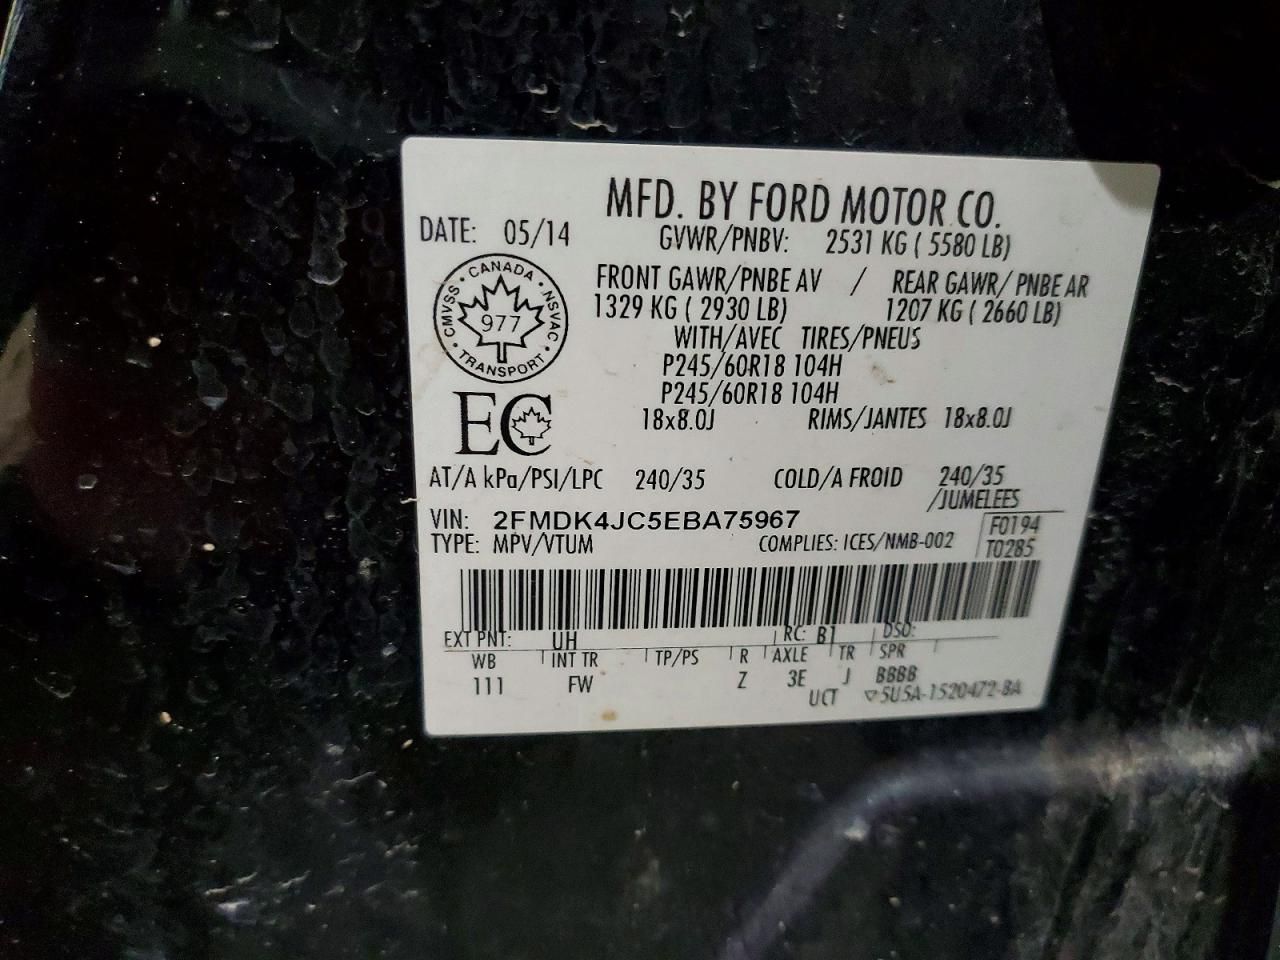 MFD. BY FORD MOTOR CO.
DATE: 05/14
GVWR/PNBV: 2531 KG ( 5580 LB)
FRONT GAWR/PNBE AV / REAR GAWR/ PNBE AR
1329 KG ( 2930 LB) 1207 KG ( 2660 LB)
WITH/AVEC TIRES/PNEUS
P245/60R18 104H
P245/60R18 104H
18x8.0J RIMS/JANTES 18x8.0J
CANADA
CMVSS • NSVAC
977
TRANSPORT
EC
AT/A kPa/PSI/LPC 240/35 COLD/A FROID 240/35
/JUMELEES
VIN: 2FMDK4JC5EBA75967 F0194
TYPE: MPV/VTUM COMPLIES: ICES/NMB-002 T0285
EXT PNT: UH RC: B1 DSO:
WB INT TR TP/PS R AXLE TR SPR
111 FW Z 3E J BBBB
UCT ▽5U5A-1520472-BA